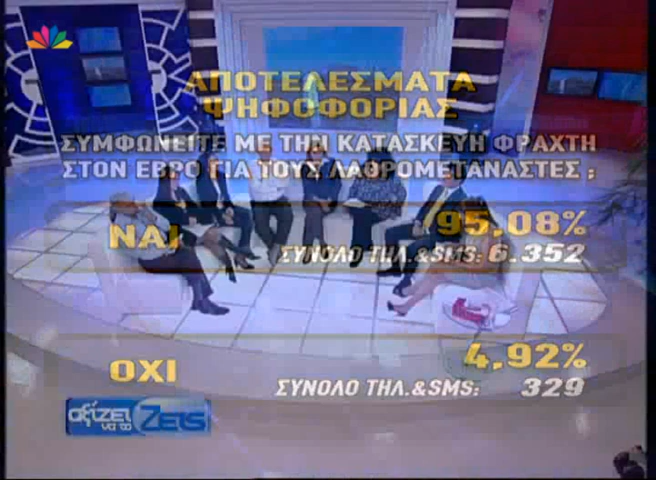 ΑΠΟΤΕΛΕΣΜΑΤΑ
ΨΗΦΟΦΟΡΙΑΣ
ΣΥΜΦΩΝΕΙΤΕ ΜΕ ΤΗΝ ΚΑΤΑΣΚΕΥΗ ΦΡΑΧΤΗ
ΣΤΟΝ ΕΒΡΟ ΓΙΑ ΤΟΥΣ ΛΑΘΡΟΜΕΤΑΝΑΣΤΕΣ ;
ΝΑΙ 95,08%
ΣΥΝΟΛΟ ΤΗΛ.&SMS: 6.352
ΟΧΙ 4,92%
ΣΥΝΟΛΟ ΤΗΛ.&SMS: 329
αξίζει
να το Ζεις